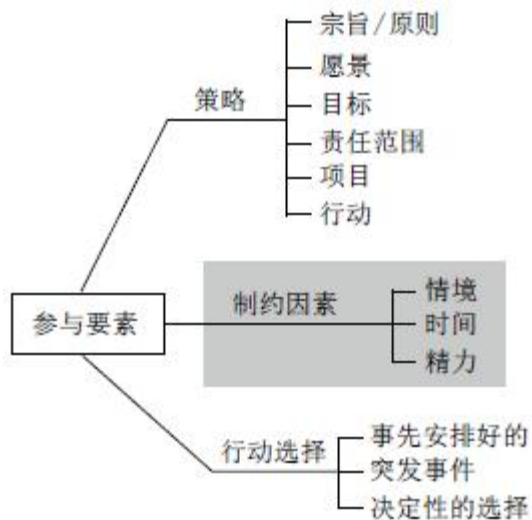 策略
宗旨/原则
愿景
目标
责任范围
项目
行动
参与要素
制约因素
情境
时间
精力
行动选择
事先安排好的
突发事件
决定性的选择